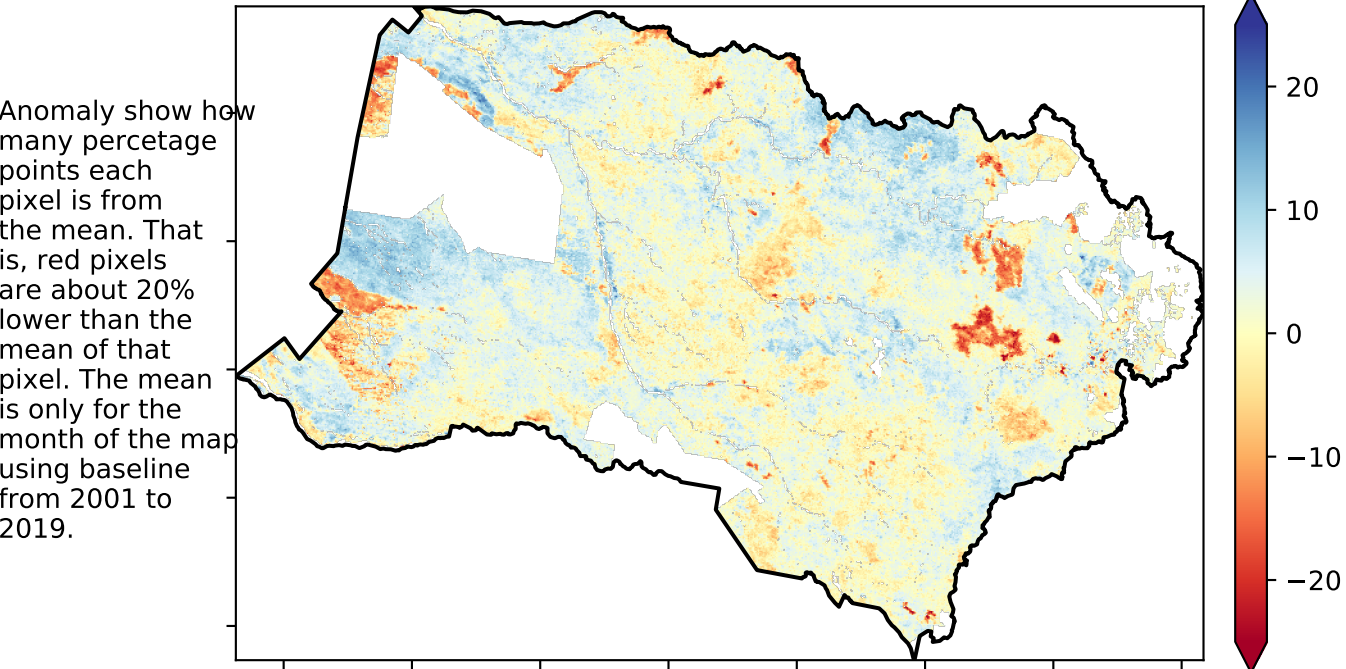 Anomaly show how
many percetage
points each
pixel is from
the mean. That
is, red pixels
are about 20%
lower than the
mean of that
pixel. The mean
is only for the
month of the map
using baseline
from 2001 to
2019.
20
10
0
−10
−20